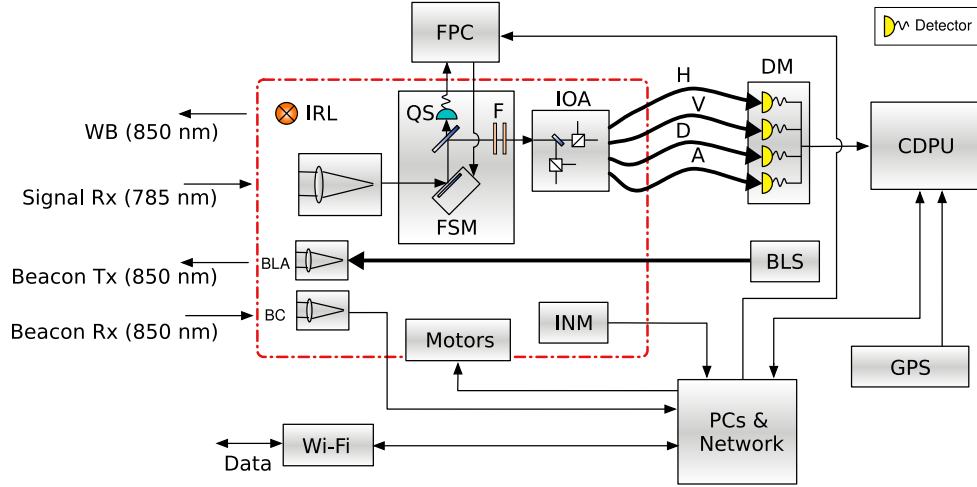 FPC
Detector
H
DM
IRL
QS
F
IOA
V
WB (850 nm)
D
CDPU
A
Signal Rx (785 nm)
FSM
BLA
BLS
Beacon Tx (850 nm)
BC
INM
Beacon Rx (850 nm)
Motors
GPS
PCs &
Network
Wi-Fi
Data